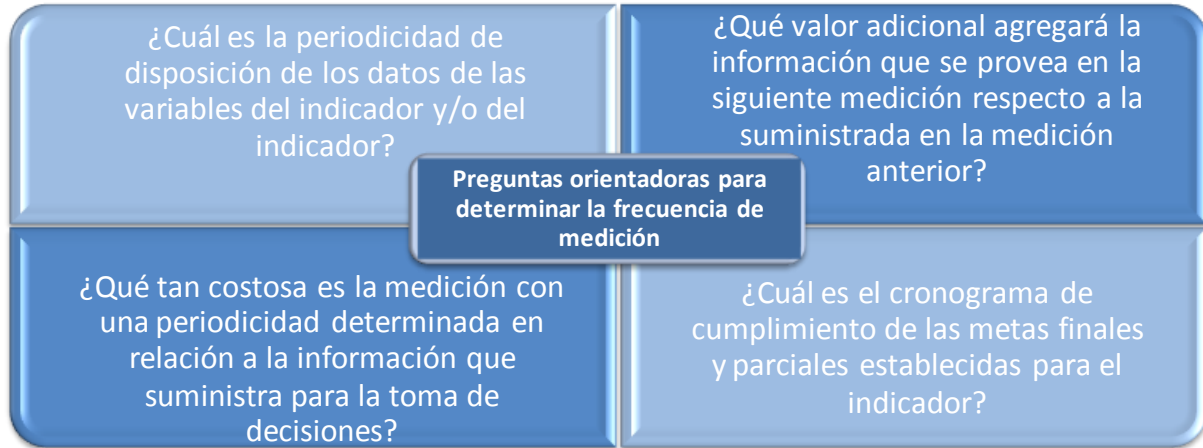 ¿Cuál es la periodicidad de
disposición de los datos de las
variables del indicador y/o del
indicador?
¿Qué valor adicional agregará la
información que se provea en la
siguiente medición respecto a la
suministrada en la medición
anterior?
Preguntas orientadoras para
determinar la frecuencia de
medición
¿Qué tan costosa es la medición con
una periodicidad determinada en
relación a la información que
suministra para la toma de
decisiones?
¿Cuál es el cronograma de
cumplimiento de las metas finales
y parciales establecidas para el
indicador?